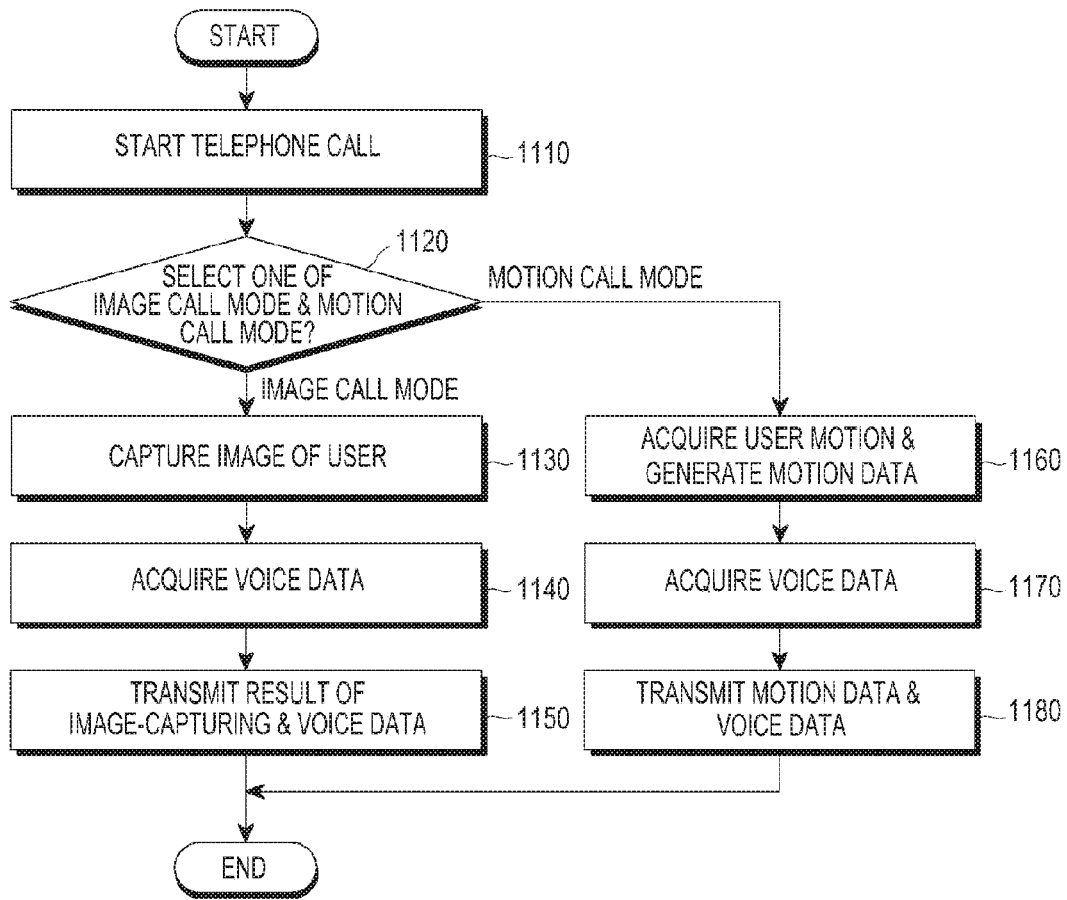 START
START TELEPHONE CALL
1110
1120
SELECT ONE OF
IMAGE CALL MODE & MOTION
CALL MODE?
MOTION CALL MODE
IMAGE CALL MODE
CAPTURE IMAGE OF USER
1130
ACQUIRE VOICE DATA
1140
TRANSMIT RESULT OF
IMAGE-CAPTURING & VOICE DATA
1150
ACQUIRE USER MOTION &
GENERATE MOTION DATA
1160
ACQUIRE VOICE DATA
1170
TRANSMIT MOTION DATA &
VOICE DATA
1180
END